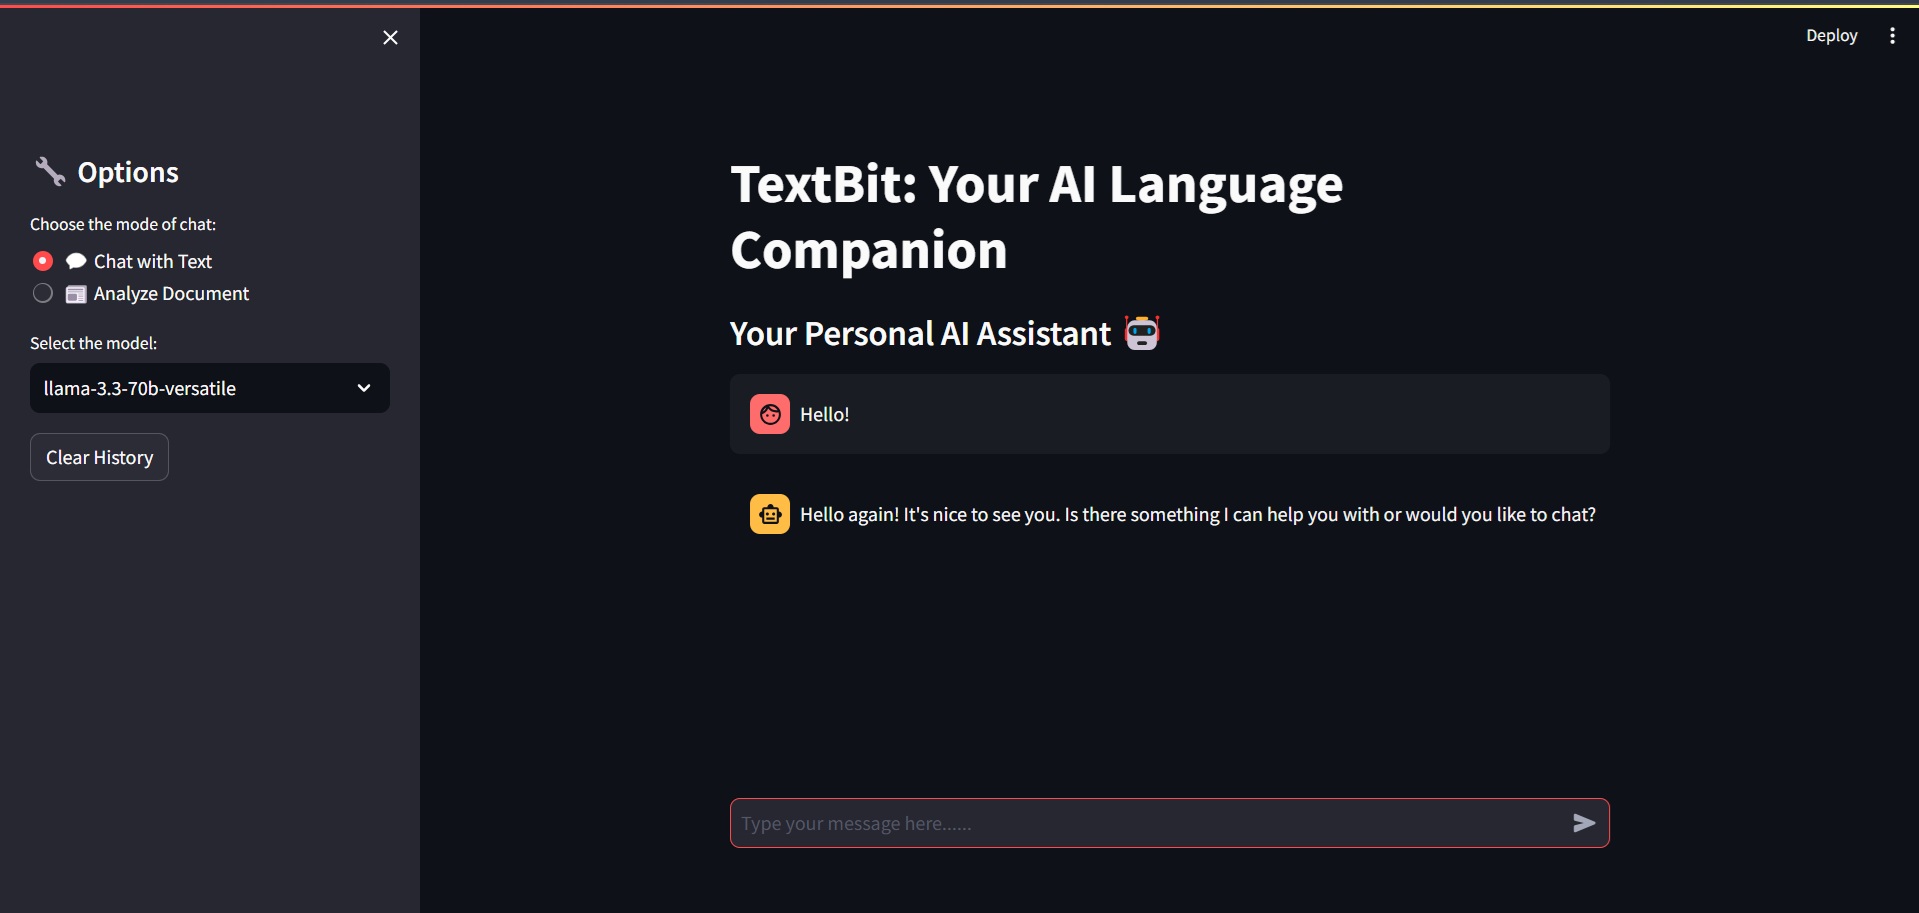 Deploy
Options
Choose the mode of chat:
Chat with Text
Analyze Document
Select the model:
llama-3.3-70b-versatile
Clear History
TextBit: Your AI Language
Companion
Your Personal AI Assistant
Hello!
Hello again! It's nice to see you. Is there something I can help you with or would you like to chat?
Type your message here......